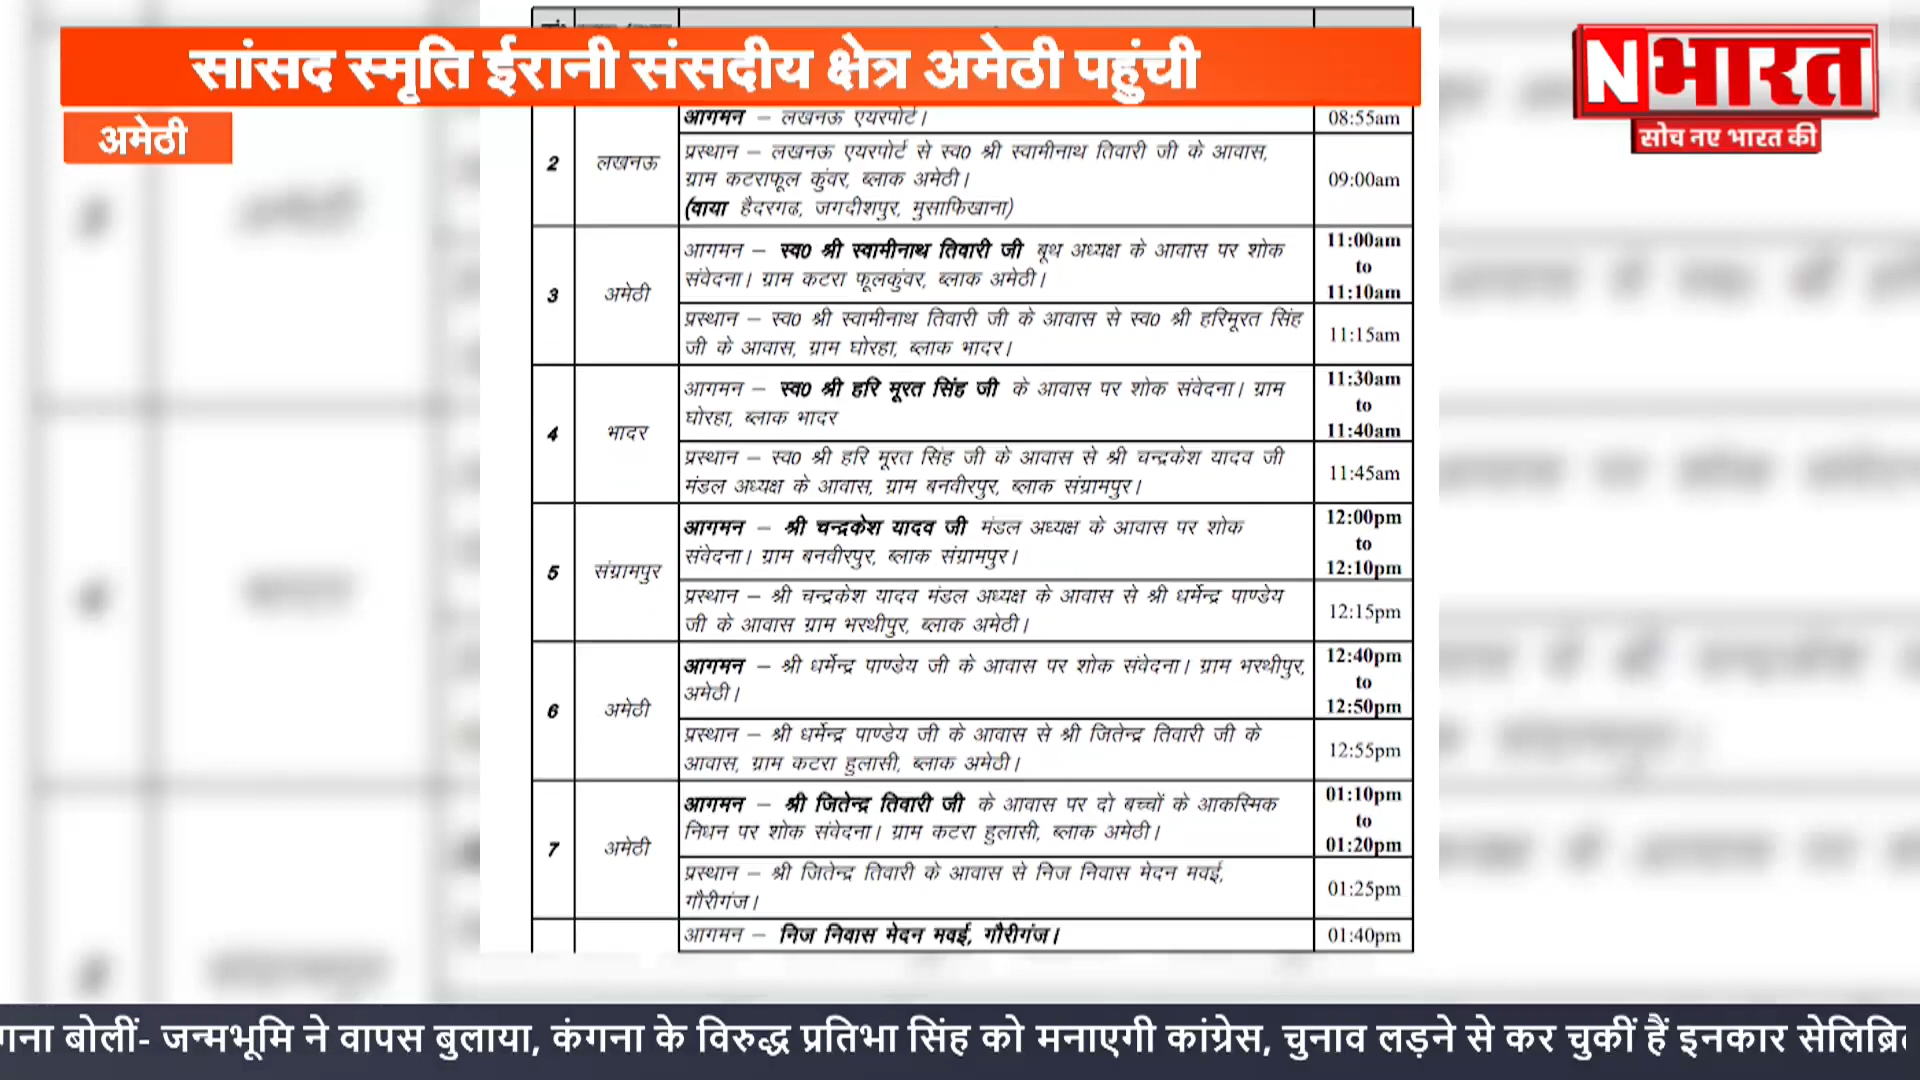 सांसद स्मृति ईरानी संसदीय क्षेत्र अमेठी पहुंची
अमेठी
N भारत
सोच नए भारत की
आगमन – लखनऊ एयरपोर्ट।
08:55am
2
लखनऊ
प्रस्थान – लखनऊ एयरपोर्ट से स्व0 श्री स्वामीनाथ तिवारी जी के आवास,
ग्राम कटराफूल कुंवर, ब्लाक अमेठी।
(वाया हैदरगढ, जगदीशपुर, मुसाफिखाना)
09:00am
3
अमेठी
आगमन – स्व0 श्री स्वामीनाथ तिवारी जी बूथ अध्यक्ष के आवास पर शोक
संवेदना। ग्राम कटरा फूलकुंवर, ब्लाक अमेठी।
11:00am
to
11:10am
प्रस्थान – स्व0 श्री स्वामीनाथ तिवारी जी के आवास से स्व0 श्री हरिमूरत सिंह
जी के आवास, ग्राम घोरहा, ब्लाक भादर।
11:15am
4
भादर
आगमन – स्व0 श्री हरि मूरत सिंह जी के आवास पर शोक संवेदना। ग्राम
घोरहा, ब्लाक भादर
11:30am
to
11:40am
प्रस्थान – स्व0 श्री हरि मूरत सिंह जी के आवास से श्री चन्द्रकेश यादव जी
मंडल अध्यक्ष के आवास, ग्राम बनवीरपुर, ब्लाक संग्रामपुर।
11:45am
5
संग्रामपुर
आगमन – श्री चन्द्रकेश यादव जी मंडल अध्यक्ष के आवास पर शोक
संवेदना। ग्राम बनवीरपुर, ब्लाक संग्रामपुर।
12:00pm
to
12:10pm
प्रस्थान – श्री चन्द्रकेश यादव मंडल अध्यक्ष के आवास से श्री धर्मेन्द्र पाण्डेय
जी के आवास ग्राम भरथीपुर, ब्लाक अमेठी।
12:15pm
6
अमेठी
आगमन – श्री धर्मेन्द्र पाण्डेय जी के आवास पर शोक संवेदना। ग्राम भरथीपुर,
अमेठी।
12:40pm
to
12:50pm
प्रस्थान – श्री धर्मेन्द्र पाण्डेय जी के आवास से श्री जितेन्द्र तिवारी जी के
आवास, ग्राम कटरा हुलासी, ब्लाक अमेठी।
12:55pm
7
अमेठी
आगमन – श्री जितेन्द्र तिवारी जी के आवास पर दो बच्चों के आकस्मिक
निधन पर शोक संवेदना। ग्राम कटरा हुलासी, ब्लाक अमेठी।
01:10pm
to
01:20pm
प्रस्थान – श्री जितेन्द्र तिवारी के आवास से निज निवास मेदन मवई,
गौरीगंज।
01:25pm
आगमन – निज निवास मेदन मवई, गौरीगंज।
01:40pm
गना बोलीं- जन्मभूमि ने वापस बुलाया, कंगना के विरुद्ध प्रतिभा सिंह को मनाएगी कांग्रेस, चुनाव लड़ने से कर चुकीं हैं इनकार